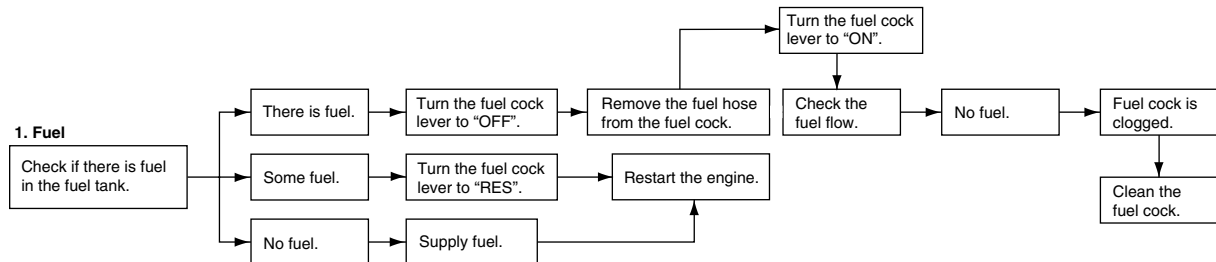 1. Fuel
Check if there is fuel
in the fuel tank.
There is fuel.
Turn the fuel cock
lever to “OFF”.
Remove the fuel hose
from the fuel cock.
Turn the fuel cock
lever to “ON”.
Check the
fuel flow.
No fuel.
Fuel cock is
clogged.
Clean the
fuel cock.
Some fuel.
Turn the fuel cock
lever to “RES”.
Restart the engine.
No fuel.
Supply fuel.